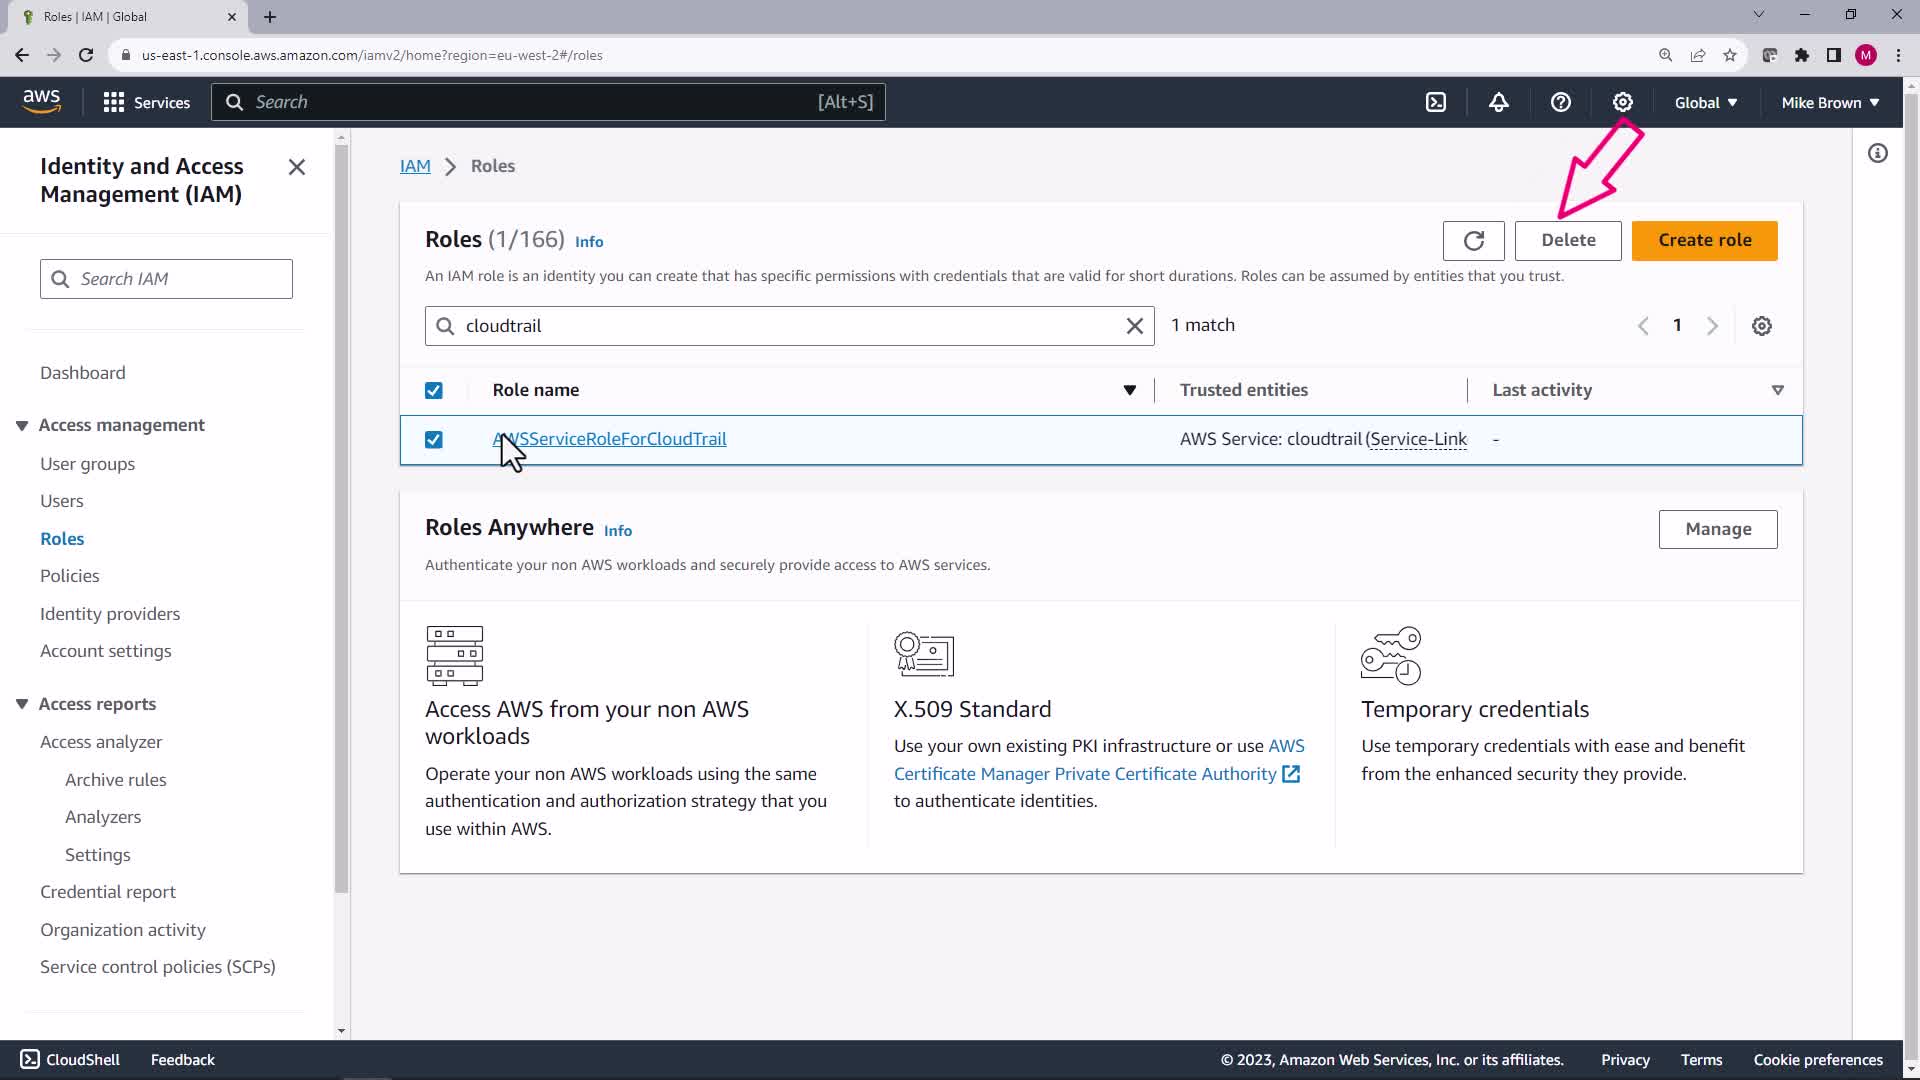 Roles | IAM | Global
us-east-1.console.aws.amazon.com/iamv2/home?region=eu-west-2#/roles
M
aws
Services
Search
[Alt+S]
Global
Mike Brown
Identity and Access
Management (IAM)
Search IAM
Dashboard
Access management
User groups
Users
Roles
Policies
Identity providers
Account settings
Access reports
Access analyzer
Archive rules
Analyzers
Settings
Credential report
Organization activity
Service control policies (SCPs)
IAM > Roles
Roles (1/166) Info
Delete
Create role
An IAM role is an identity you can create that has specific permissions with credentials that are valid for short durations. Roles can be assumed by entities that you trust.
cloudtrail
1 match
1
Role name
Trusted entities
Last activity
AWSServiceRoleForCloudTrail
AWS Service: cloudtrail (Service-Link
-
Roles Anywhere Info
Manage
Authenticate your non AWS workloads and securely provide access to AWS services.
Access AWS from your non AWS
workloads
Operate your non AWS workloads using the same
authentication and authorization strategy that you
use within AWS.
X.509 Standard
Use your own existing PKI infrastructure or use AWS
Certificate Manager Private Certificate Authority
to authenticate identities.
Temporary credentials
Use temporary credentials with ease and benefit
from the enhanced security they provide.
CloudShell
Feedback
© 2023, Amazon Web Services, Inc. or its affiliates.
Privacy
Terms
Cookie preferences